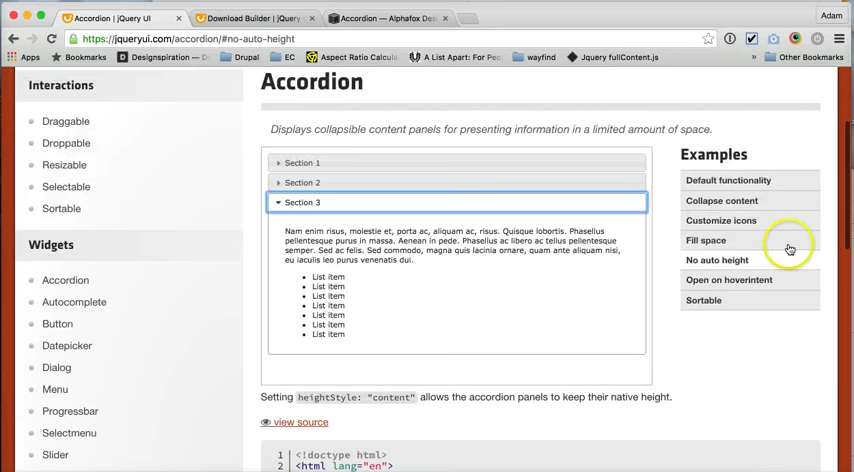 Accordion | jQuery UI
Download Builder | jQuery
Accordion — Alphafox Des
Adam
https://jqueryui.com/accordion/#no-auto-height
Apps
Bookmarks
Designspiration —
Drupal
EC
Aspect Ratio Calcula
A List Apart: For Peo
wayfind
Jquery fullContent.js
»
Other Bookmarks
Interactions
Draggable
Droppable
Resizable
Selectable
Sortable
Widgets
Accordion
Autocomplete
Button
Datepicker
Dialog
Menu
Progressbar
Selectmenu
Slider
Accordion
Displays collapsible content panels for presenting information in a limited amount of space.
Section 1
Section 2
Section 3
Nam enim risus, molestie et, porta ac, aliquam ac, risus. Quisque lobortis. Phasellus
pellentesque purus in massa. Aenean in pede. Phasellus ac libero ac tellus pellentesque
semper. Sed ac felis. Sed commodo, magna quis lacinia ornare, quam ante aliquam nisi,
eu iaculis leo purus venenatis dui.
List item
List item
List item
List item
List item
List item
List item
Setting heightStyle: "content" allows the accordion panels to keep their native height.
view source
1 <!doctype html>
2 <html lang="en">
Examples
Default functionality
Collapse content
Customize icons
Fill space
No auto height
Open on hoverintent
Sortable